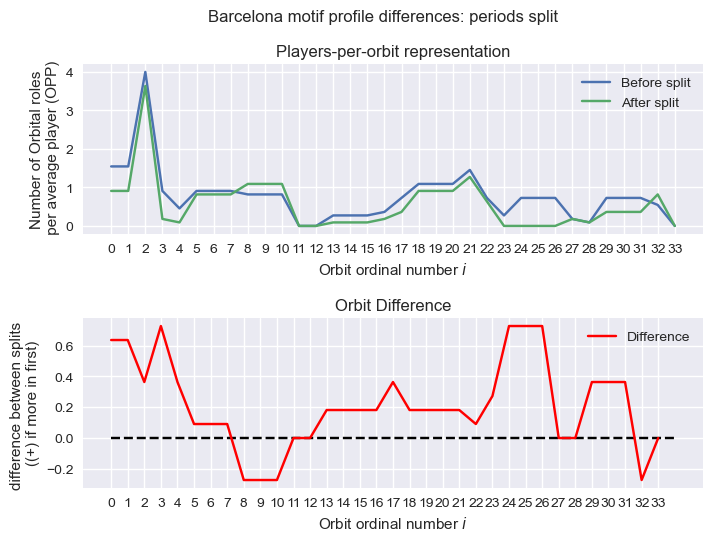 Barcelona motif profile differences: periods split
Players-per-orbit representation
Number of Orbital roles
per average player (OPP)
4
3
2
1
0
Before split
After split
0 1 2 3 4 5 6 7 8 9 10 11 12 13 14 15 16 17 18 19 20 21 22 23 24 25 26 27 28 29 30 31 32 33
Orbit ordinal number i
Orbit Difference
difference between splits
((+) if more in first)
0.6
0.4
0.2
0.0
−0.2
Difference
0 1 2 3 4 5 6 7 8 9 10 11 12 13 14 15 16 17 18 19 20 21 22 23 24 25 26 27 28 29 30 31 32 33
Orbit ordinal number i